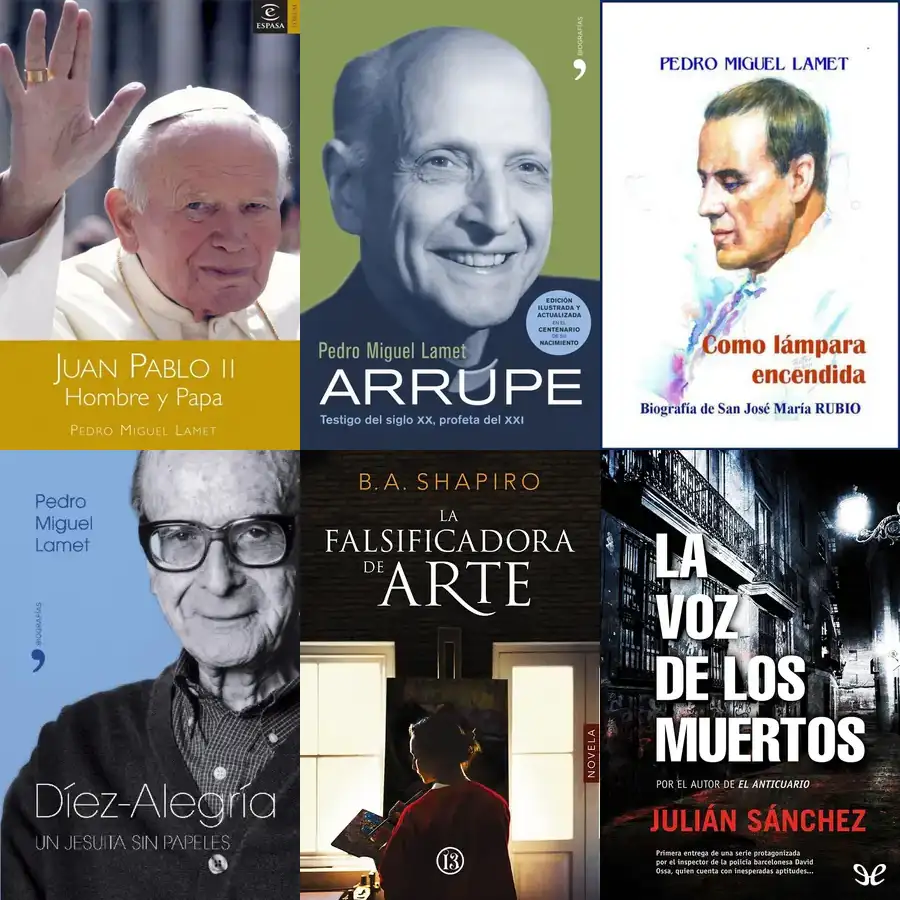 ESPASA
JUAN PABLO II
Hombre y Papa
PEDRO MIGUEL LAMET
BIOGRAFÍAS
EDICIÓN
ILUSTRADA Y
ACTUALIZADA
EN EL
CENTENARIO
DE SU
NACIMIENTO
Pedro Miguel Lamet
ARRUPE
Testigo del siglo XX, profeta del XXI
PEDRO MIGUEL LAMET
Como lámpara
encendida
Biografía de San José María RUBIO
Pedro
Miguel
Lamet
BIOGRAFÍAS
Díez-Alegría
UN JESUITA SIN PAPELES
B.A. SHAPIRO
LA
FALSIFICADORA
DE ARTE
NOVELA
13
LA
VOZ
DE LOS
MUERTOS
POR EL AUTOR DE EL ANTICUARIO
JULIÁN SÁNCHEZ
Primera entrega de una serie protagonizada
por el inspector de la policía barcelonesa David
Ossa, quien cuenta con inesperadas aptitudes...